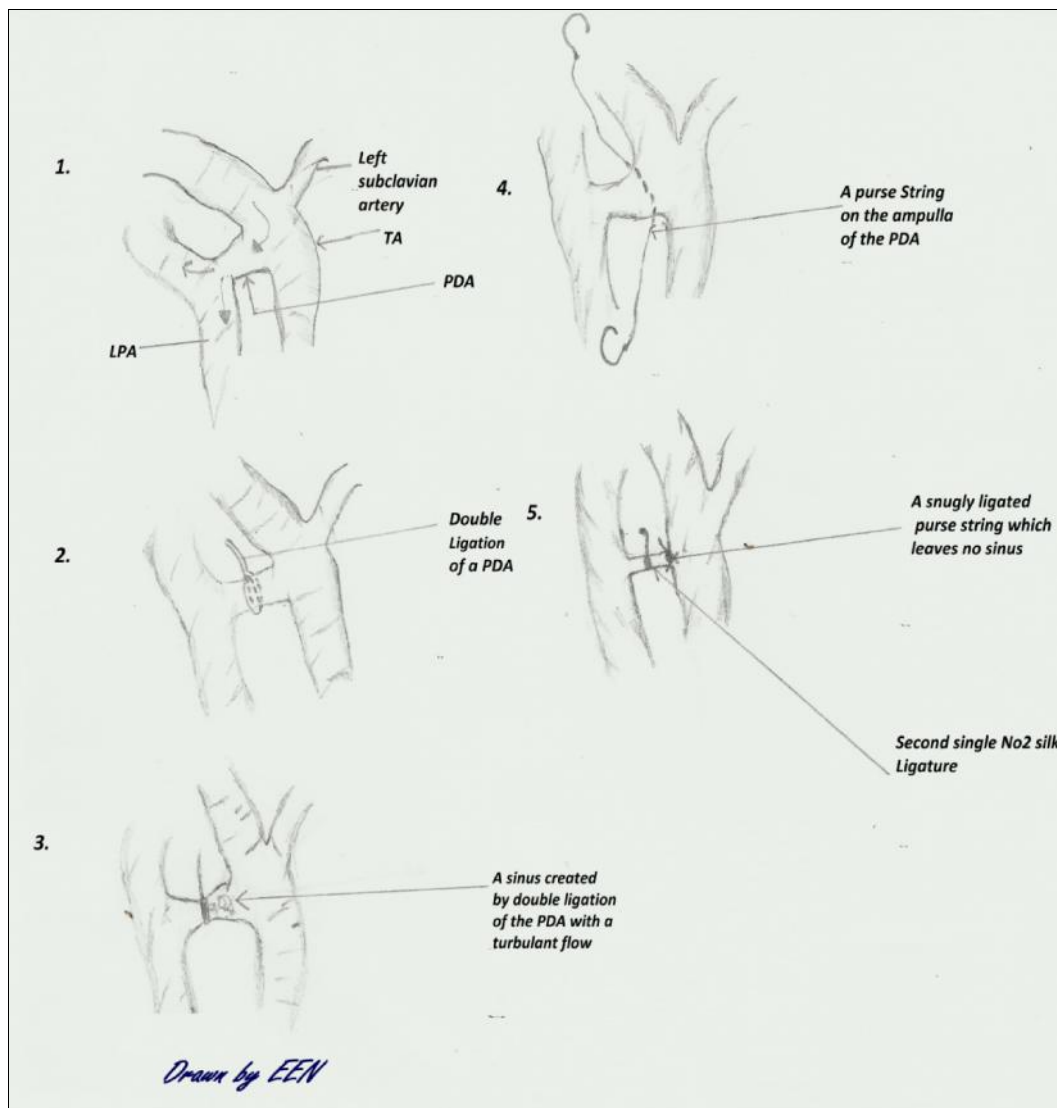 1.
Left
subclavian
artery
TA
PDA
LPA
2.
Double
Ligation
of a PDA
3.
A sinus created
by double ligation
of the PDA with a
turbulant flow
4.
A purse String
on the ampulla
of the PDA
5.
A snugly ligated
purse string which
leaves no sinus
Second single No2 silk
Ligature
Drawn by EEN